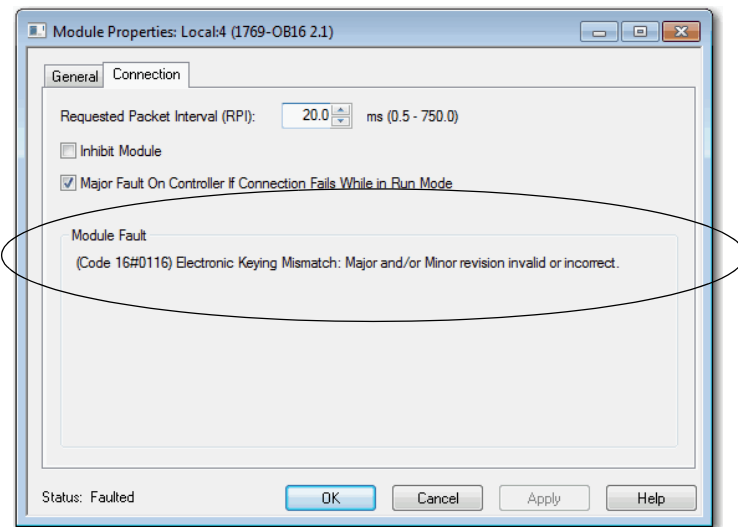 Module Properties: Local:4 (1769-OB16 2.1)
General Connection
Requested Packet Interval (RPI): 20.0 ms (0.5 - 750.0)
Inhibit Module
Major Fault On Controller If Connection Fails While in Run Mode
Module Fault
(Code 16#0116) Electronic Keying Mismatch: Major and/or Minor revision invalid or incorrect.
Status: Faulted OK Cancel Apply Help